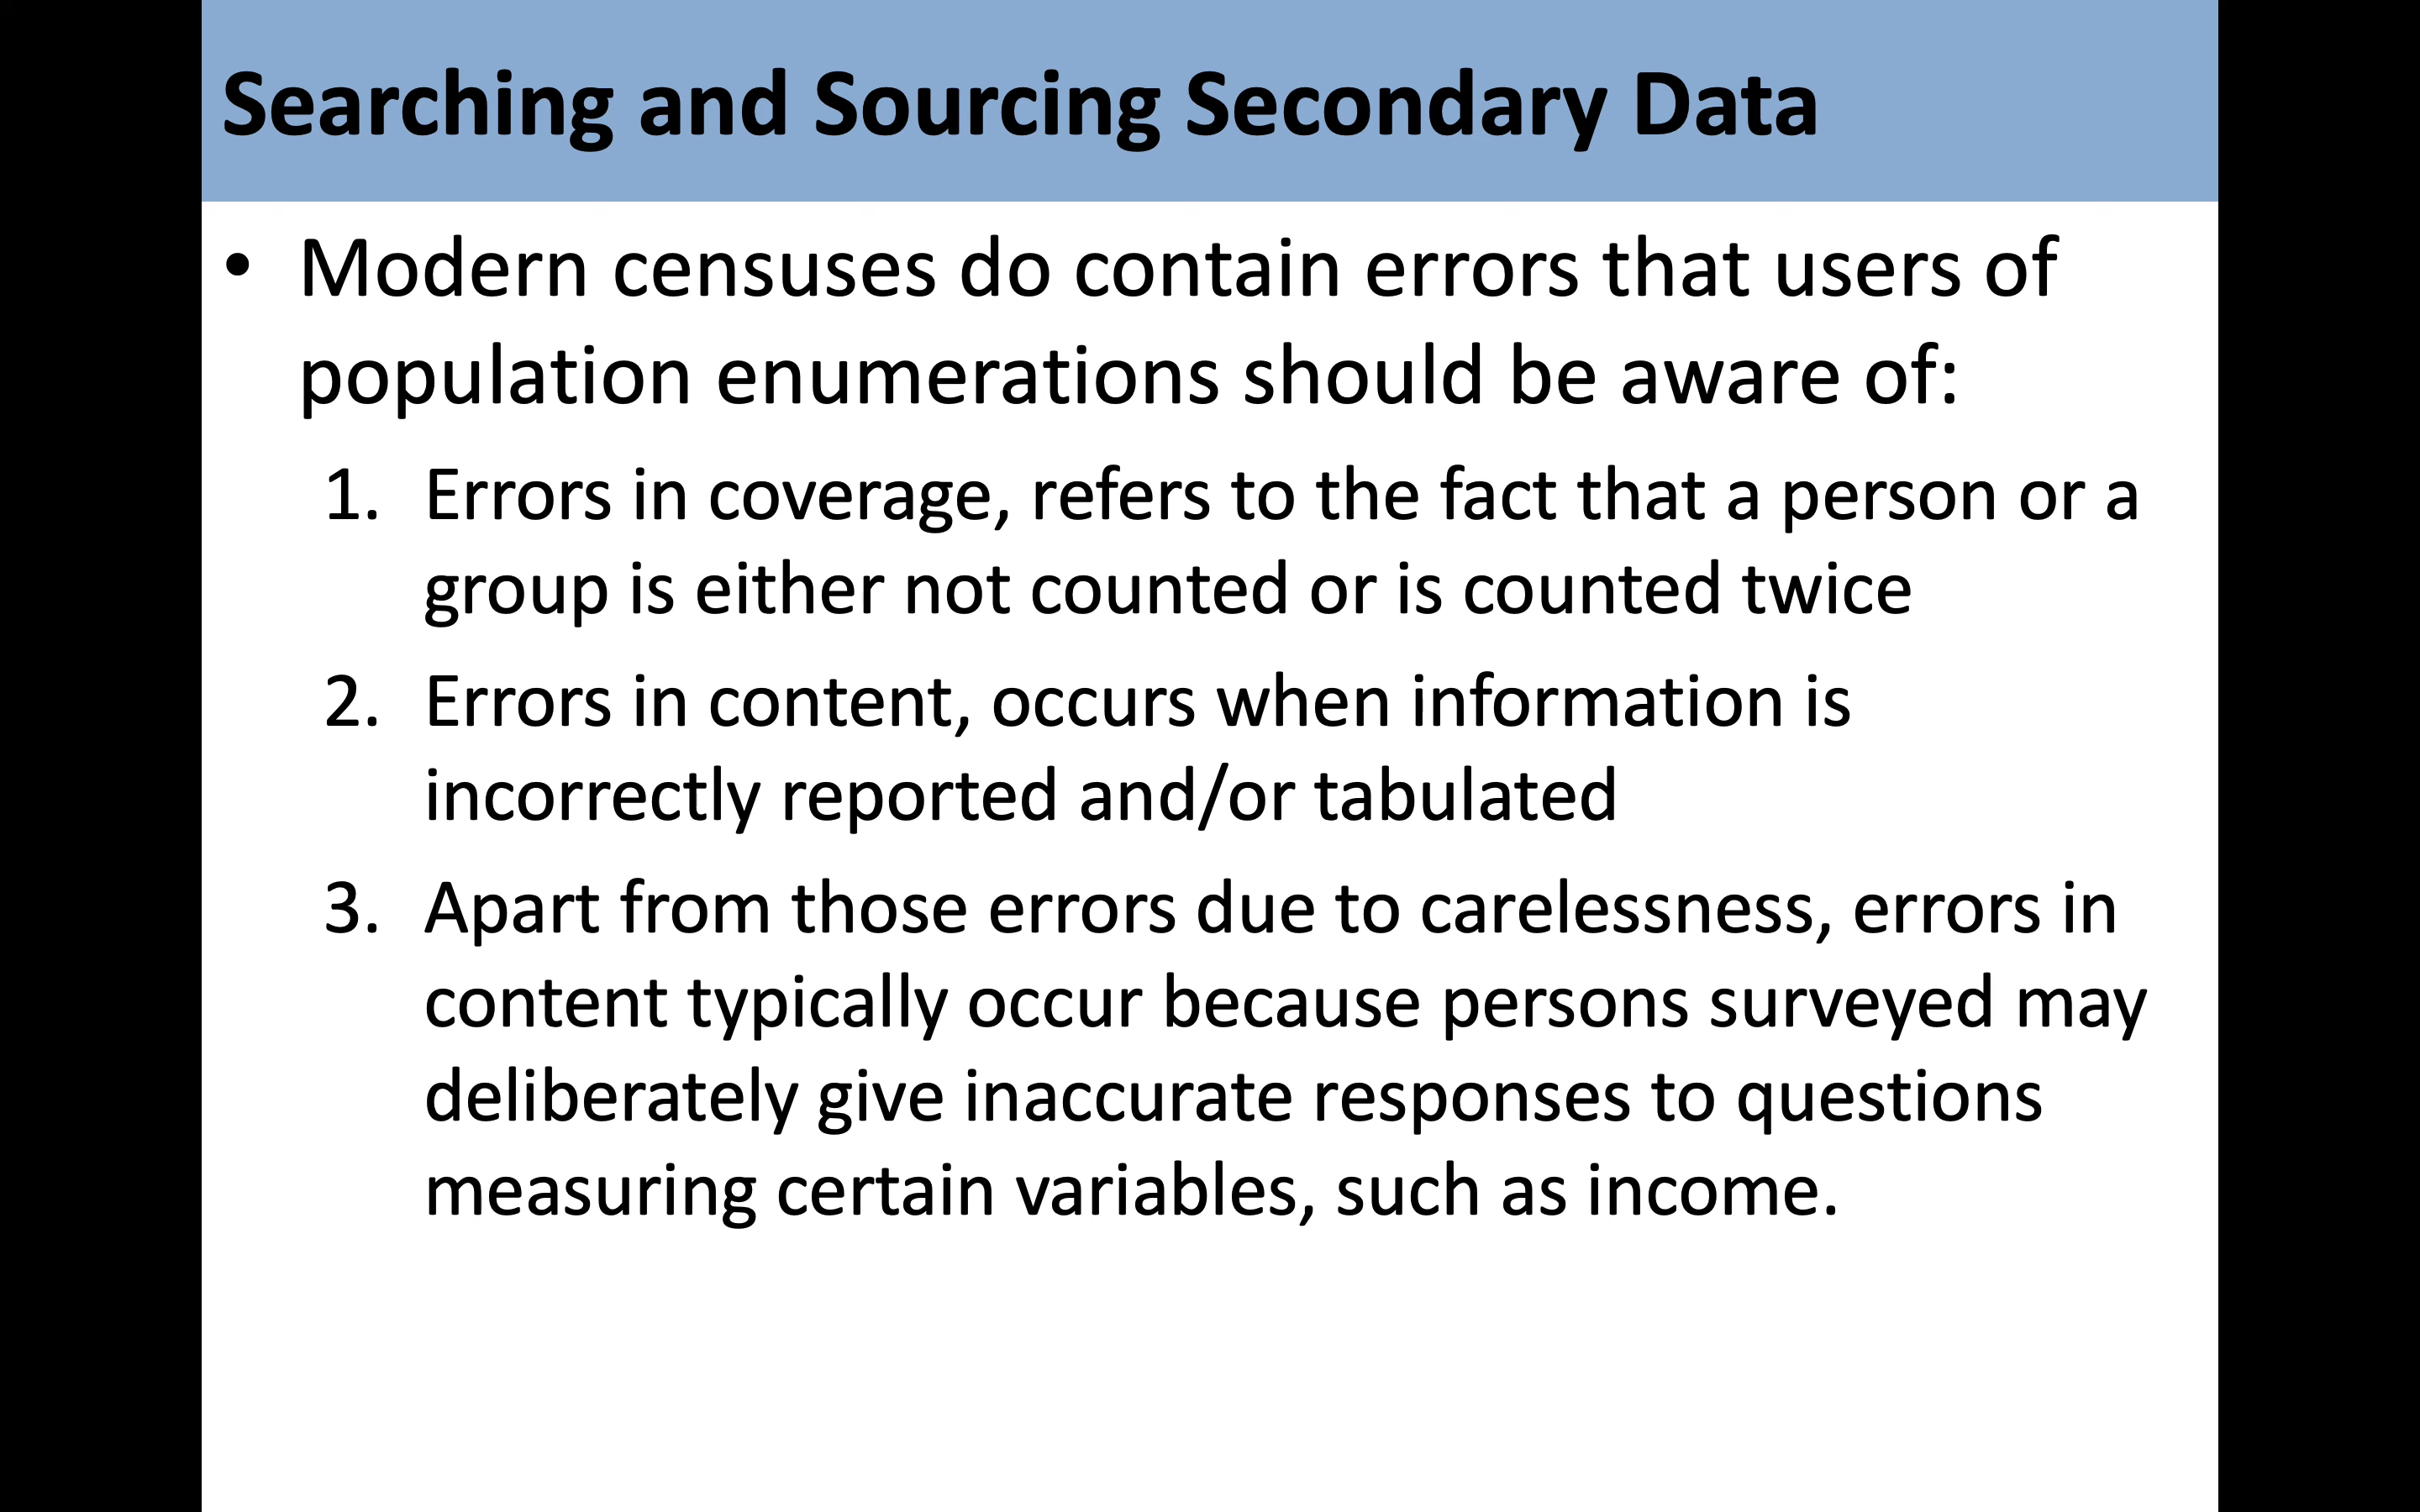 Searching and Sourcing Secondary Data
• Modern censuses do contain errors that users of
population enumerations should be aware of:
1. Errors in coverage, refers to the fact that a person or a
group is either not counted or is counted twice
2. Errors in content, occurs when information is
incorrectly reported and/or tabulated
3. Apart from those errors due to carelessness, errors in
content typically occur because persons surveyed may
deliberately give inaccurate responses to questions
measuring certain variables, such as income.